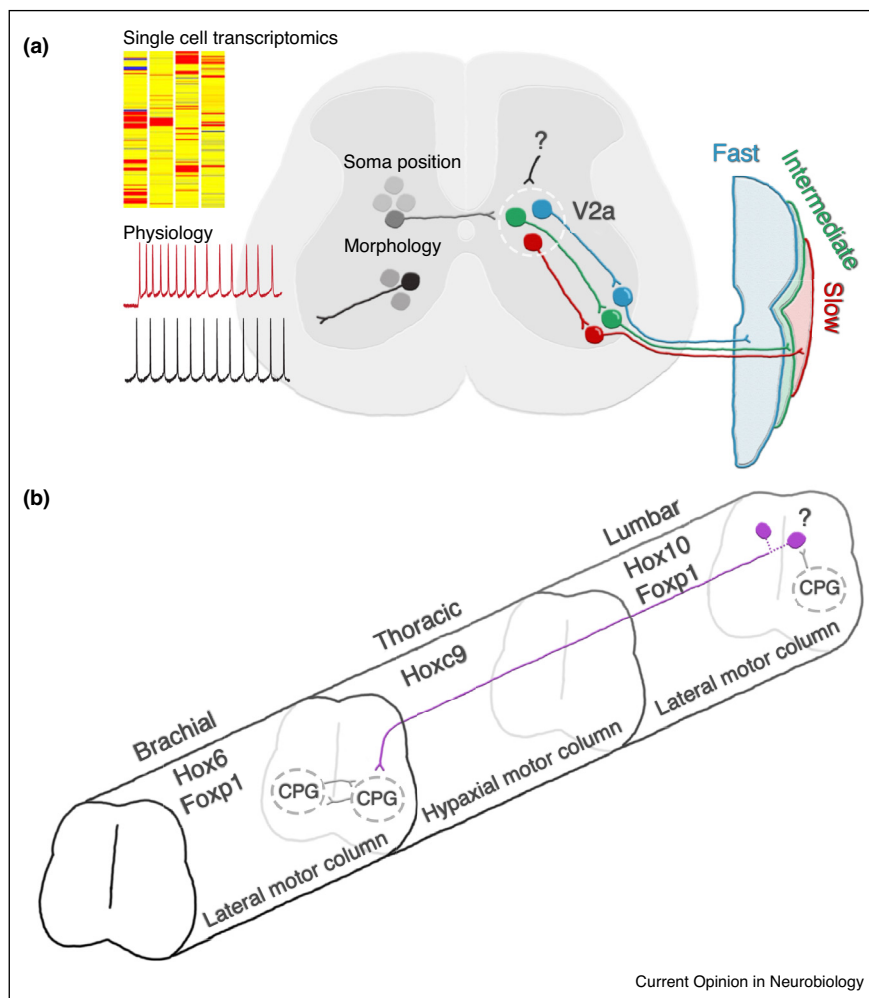 (a)
Single cell transcriptomics
Physiology
Soma position
Morphology
?
V2a
Fast
Intermediate
Slow
(b)
Brachial
Hox6
Foxp1
CPG
CPG
Lateral motor column
Thoracic
Hoxc9
Hypaxial motor column
Lumbar
Hox10
Foxp1
?
CPG
Lateral motor column
Current Opinion in Neurobiology